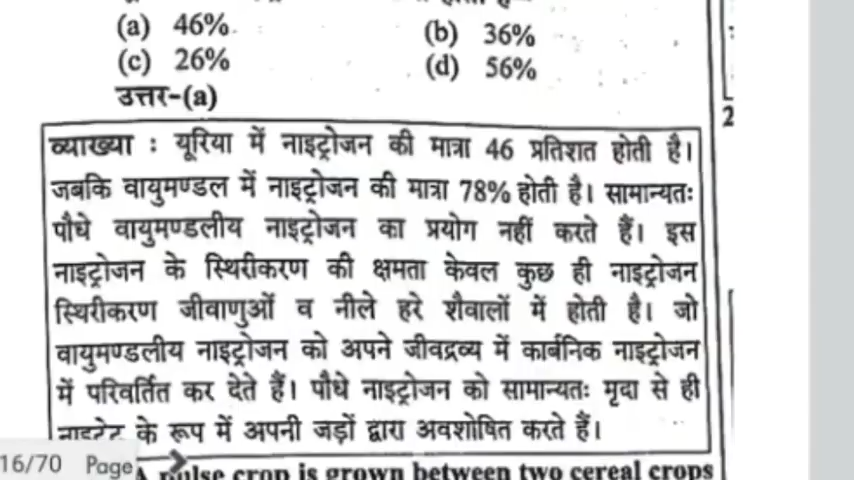 (a) 46%.
(b) 36%
(c) 26%
(d) 56%
उत्तर-(a)
व्याख्या : यूरिया में नाइट्रोजन की मात्रा 46 प्रतिशत होती है।
जबकि वायुमण्डल में नाइट्रोजन की मात्रा 78% होती है। सामान्यतः
पौधे वायुमण्डलीय नाइट्रोजन का प्रयोग नहीं करते हैं। इस
नाइट्रोजन के स्थिरीकरण की क्षमता केवल कुछ ही नाइट्रोजन
स्थिरीकरण जीवाणुओं व नीले हरे शैवालों में होती है। जो
वायुमण्डलीय नाइट्रोजन को अपने जीवद्रव्य में कार्बनिक नाइट्रोजन
में परिवर्तित कर देते हैं। पौधे नाइट्रोजन को सामान्यतः मृदा से ही
नाइट्रेट के रूप में अपनी जड़ों द्वारा अवशोषित करते हैं।
2
16/70 Page
A pulse crop is grown between two cereal crops